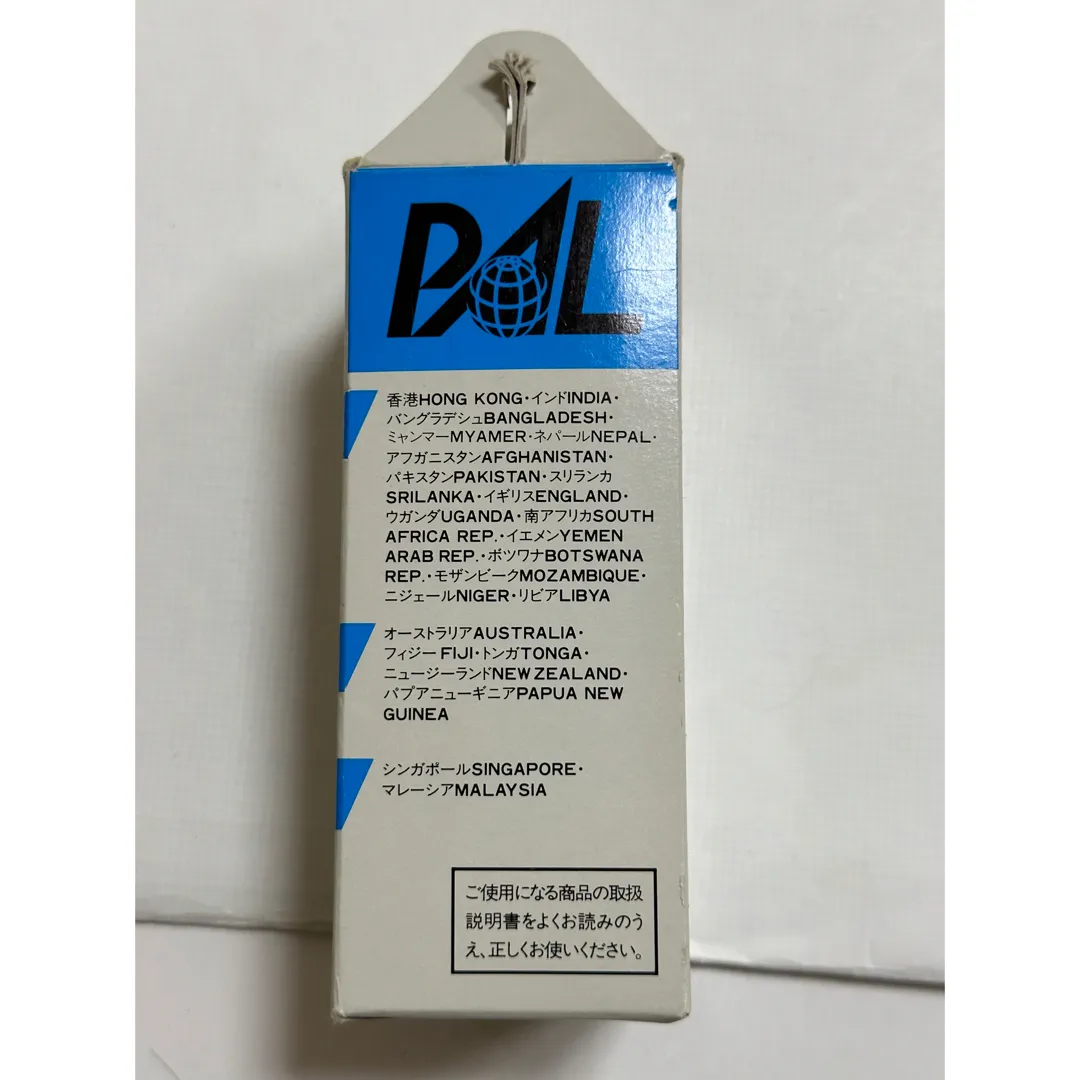 PAL
香港HONG KONG・インドINDIA・
バングラデシュBANGLADESH・
ミャンマーMYAMER・ネパールNEPAL・
アフガニスタンAFGHANISTAN・
パキスタンPAKISTAN・スリランカ
SRILANKA・イギリスENGLAND・
ウガンダUGANDA・南アフリカSOUTH
AFRICA REP.・イエメンYEMEN
ARAB REP.・ボツワナBOTSWANA
REP.・モザンビークMOZAMBIQUE・
ニジェールNIGER・リビアLIBYA
オーストラリアAUSTRALIA・
フィジーFIJI・トンガTONGA・
ニュージーランドNEW ZEALAND・
パプアニューギニアPAPUA NEW
GUINEA
シンガポールSINGAPORE・
マレーシアMALAYSIA
ご使用になる商品の取扱
説明書をよくお読みのう
え、正しくお使いください。